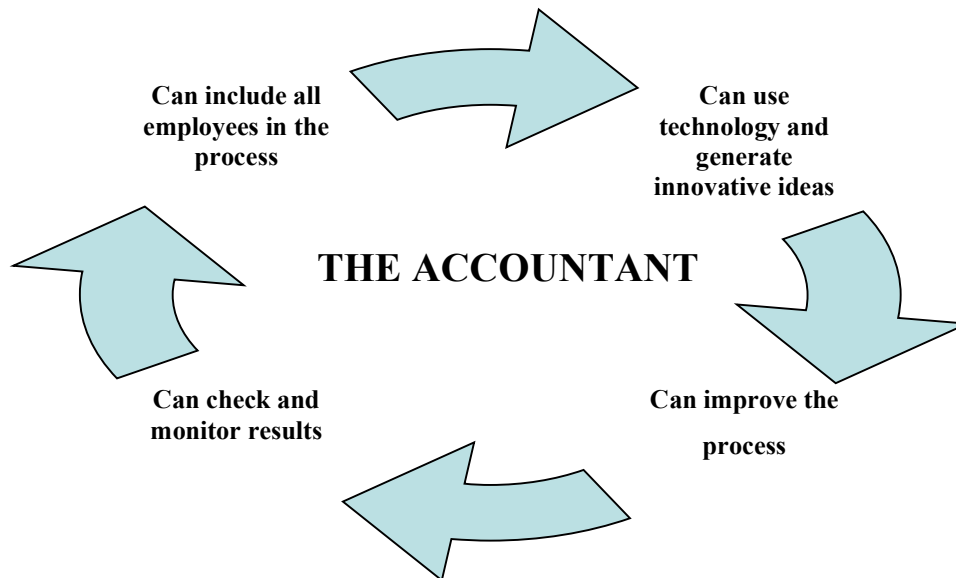 Can include all
employees in the
process
Can use
technology and
generate
innovative ideas
THE ACCOUNTANT
Can check and
monitor results
Can improve the
process